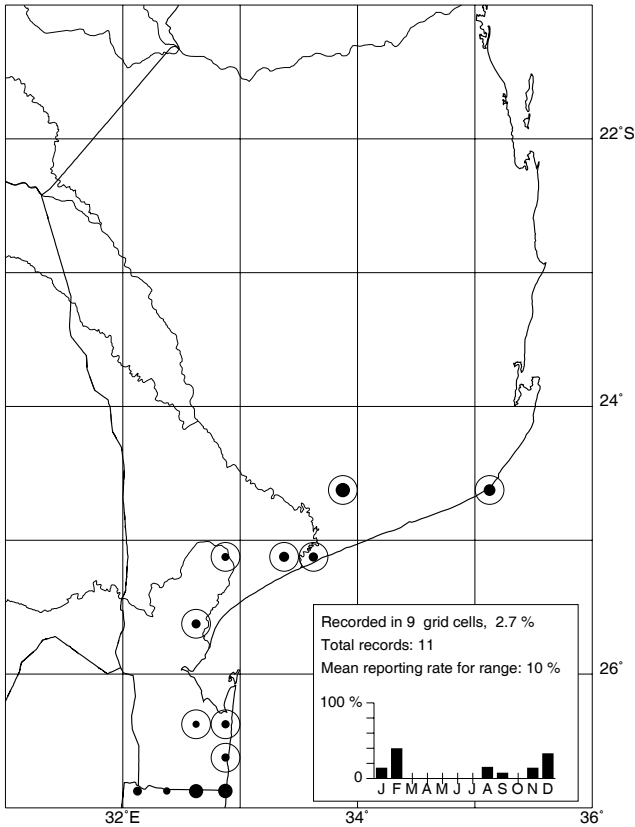 22°S
24°
Recorded in 9 grid cells, 2.7 %
Total records: 11
Mean reporting rate for range: 10 %
26°
100 %
0
J F M A M J J A S O N D
32°E 34° 36°